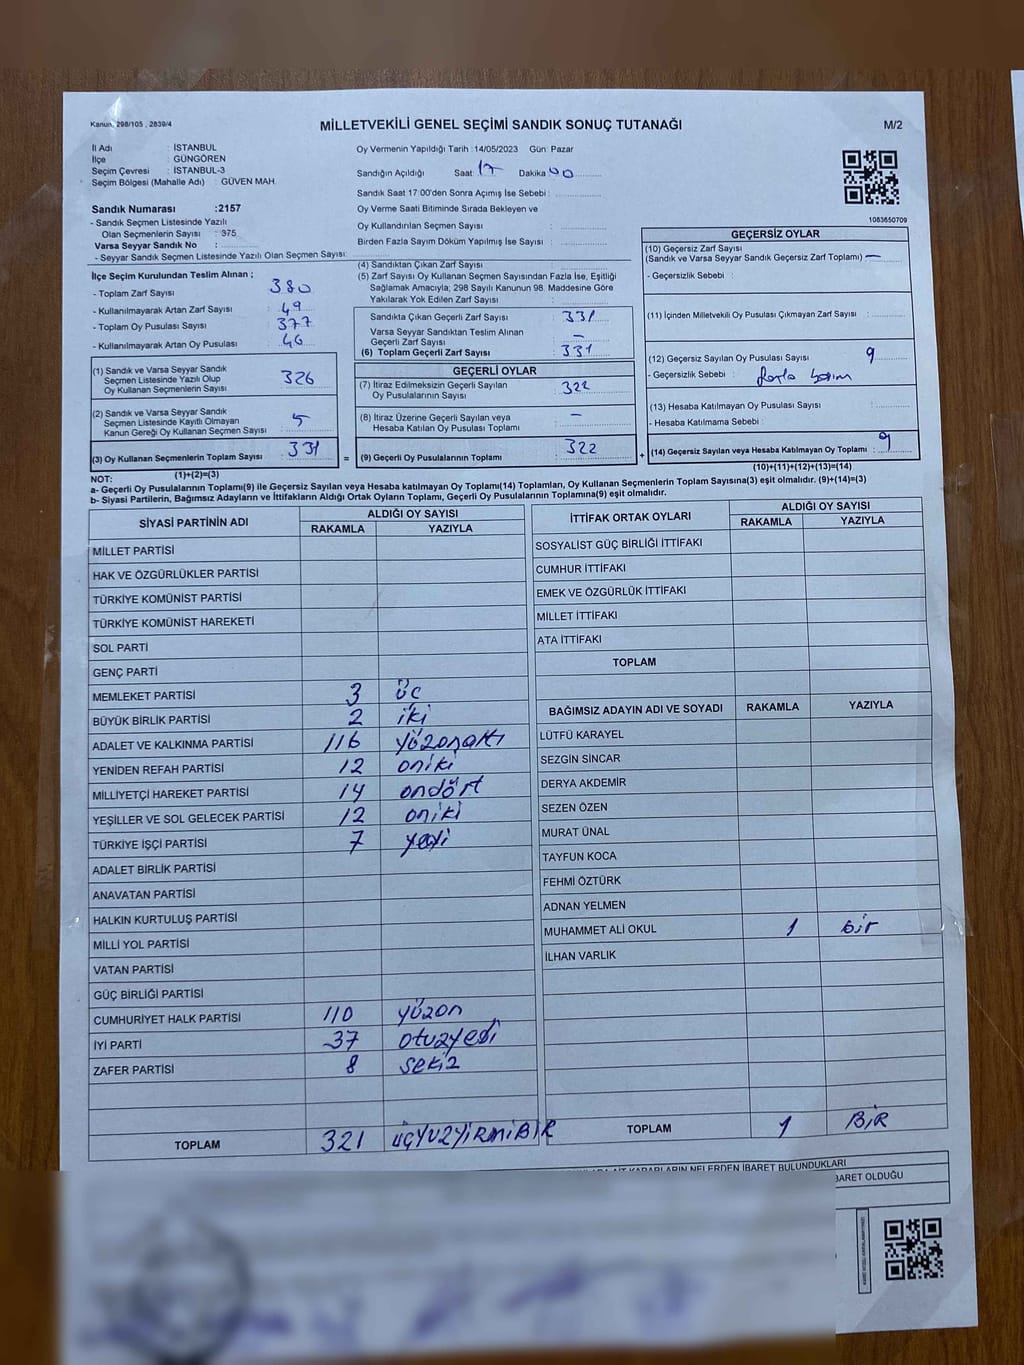 Kanun, 298/105 , 2839/4
MİLLETVEKİLİ GENEL SEÇİMİ SANDIK SONUÇ TUTANAĞI
M/2
İl Adı : İSTANBUL
İlçe : GÜNGÖREN
Seçim Çevresi : İSTANBUL-3
Seçim Bölgesi (Mahalle Adı) : GÜVEN MAH
Oy Vermenin Yapıldığı Tarih :14/05/2023 Gün: Pazar
Sandığın Açıldığı Saat 17 Dakika 00
Sandık Saat 17:00'den Sonra Açımış İse Sebebi :
Oy Verme Saati Bitiminde Sırada Bekleyen ve
Oy Kullandırılan Seçmen Sayısı :
Birden Fazla Sayım Döküm Yapılmış İse Sayısı :
1083650709
Sandık Numarası :2157
- Sandık Seçmen Listesinde Yazılı
Olan Seçmenlerin Sayısı : 375
Varsa Seyyar Sandık No :
- Seyyar Sandık Seçmen Listesinde Yazılı Olan Seçmen Sayısı:
İlçe Seçim Kurulundan Teslim Alınan ;
- Toplam Zarf Sayısı : 380
- Kullanılmayarak Artan Zarf Sayısı : 49
- Toplam Oy Pusulası Sayısı : 377
- Kullanılmayarak Artan Oy Pusulası : 46
(1) Sandık ve Varsa Seyyar Sandık
Seçmen Listesinde Yazılı Olup
Oy Kullanan Seçmenlerin Sayısı : 326
(2) Sandık ve Varsa Seyyar Sandık
Seçmen Listesinde Kayıtlı Olmayan
Kanun Gereği Oy Kullanan Seçmen Sayısı : 5
(3) Oy Kullanan Seçmenlerin Toplam Sayısı : 331
(1)+(2)=(3)
(4) Sandıktan Çıkan Zarf Sayısı :
(5) Zarf Sayısı Oy Kullanan Seçmen Sayısından Fazla İse, Eşitliği
Sağlamak Amacıyla; 298 Sayılı Kanunun 98. Maddesine Göre
Yakılarak Yok Edilen Zarf Sayısı :
Sandıkta Çıkan Geçerli Zarf Sayısı : 331
Varsa Seyyar Sandıktan Teslim Alınan
Geçerli Zarf Sayısı : –
(6) Toplam Geçerli Zarf Sayısı : 331
GEÇERLİ OYLAR
(7) İtiraz Edilmeksizin Geçerli Sayılan
Oy Pusulalarının Sayısı : 322
(8) İtiraz Üzerine Geçerli Sayılan veya
Hesaba Katılan Oy Pusulası Toplamı : –
= (9) Geçerli Oy Pusulalarının Toplamı : 322 +
GEÇERSİZ OYLAR
(10) Geçersiz Zarf Sayısı
(Sandık ve Varsa Seyyar Sandık Geçersiz Zarf Toplamı) –
- Geçersizlik Sebebi :
(11) İçinden Milletvekili Oy Pusulası Çıkmayan Zarf Sayısı :
(12) Geçersiz Sayılan Oy Pusulası Sayısı : 9
- Geçersizlik Sebebi :
(13) Hesaba Katılmayan Oy Pusulası Sayısı :
- Hesaba Katılmama Sebebi :
(14) Geçersiz Sayılan veya Hesaba Katılmayan Oy Toplamı : 9
(10)+(11)+(12)+(13)=(14)
NOT:
a- Geçerli Oy Pusulalarının Toplamı(9) ile Geçersiz Sayılan veya Hesaba Katılmayan Oy Toplamı(14) Toplamları, Oy Kullanan Seçmenlerin Toplam Sayısına(3) eşit olmalıdır. (9)+(14)=(3)
b- Siyasi Partilerin, Bağımsız Adayların ve İttifakların Aldığı Ortak Oyların Toplamı, Geçerli Oy Pusulalarının Toplamına(9) eşit olmalıdır.
SİYASİ PARTİNİN ADI ALDIĞI OY SAYISI
RAKAMLA YAZIYLA
MİLLET PARTİSİ
HAK VE ÖZGÜRLÜKLER PARTİSİ
TÜRKİYE KOMÜNİST PARTİSİ
TÜRKİYE KOMÜNİST HAREKETİ
SOL PARTİ
GENÇ PARTİ
MEMLEKET PARTİSİ 3 üç
BÜYÜK BİRLİK PARTİSİ 2 iki
ADALET VE KALKINMA PARTİSİ 116 yüzonaltı
YENİDEN REFAH PARTİSİ 12 oniki
MİLLİYETÇİ HAREKET PARTİSİ 14 ondört
YEŞİLLER VE SOL GELECEK PARTİSİ 12 oniki
TÜRKİYE İŞÇİ PARTİSİ 7 yedi
ADALET BİRLİK PARTİSİ
ANAVATAN PARTİSİ
HALKIN KURTULUŞ PARTİSİ
MİLLİ YOL PARTİSİ
VATAN PARTİSİ
GÜÇ BİRLİĞİ PARTİSİ
CUMHURİYET HALK PARTİSİ 110 yüzon
İYİ PARTİ 37 otuzyedi
ZAFER PARTİSİ 8 sekiz
TOPLAM 321 üçyüzyİRMİBİR
İTTİFAK ORTAK OYLARI ALDIĞI OY SAYISI
RAKAMLA YAZIYLA
SOSYALİST GÜÇ BİRLİĞİ İTTİFAKI
CUMHUR İTTİFAKI
EMEK VE ÖZGÜRLÜK İTTİFAKI
MİLLET İTTİFAKI
ATA İTTİFAKI
TOPLAM
BAĞIMSIZ ADAYIN ADI VE SOYADI RAKAMLA YAZIYLA
LÜTFÜ KARAYEL
SEZGİN SİNCAR
DERYA AKDEMİR
SEZEN ÖZEN
MURAT ÜNAL
TAYFUN KOCA
FEHMİ ÖZTÜRK
ADNAN YELMEN
MUHAMMET ALİ OKUL 1 bir
İLHAN VARLIK
TOPLAM 1 BİR
KARARLARIN NELERDEN İBARET BULUNDUKLARI
BARET OLDUĞU